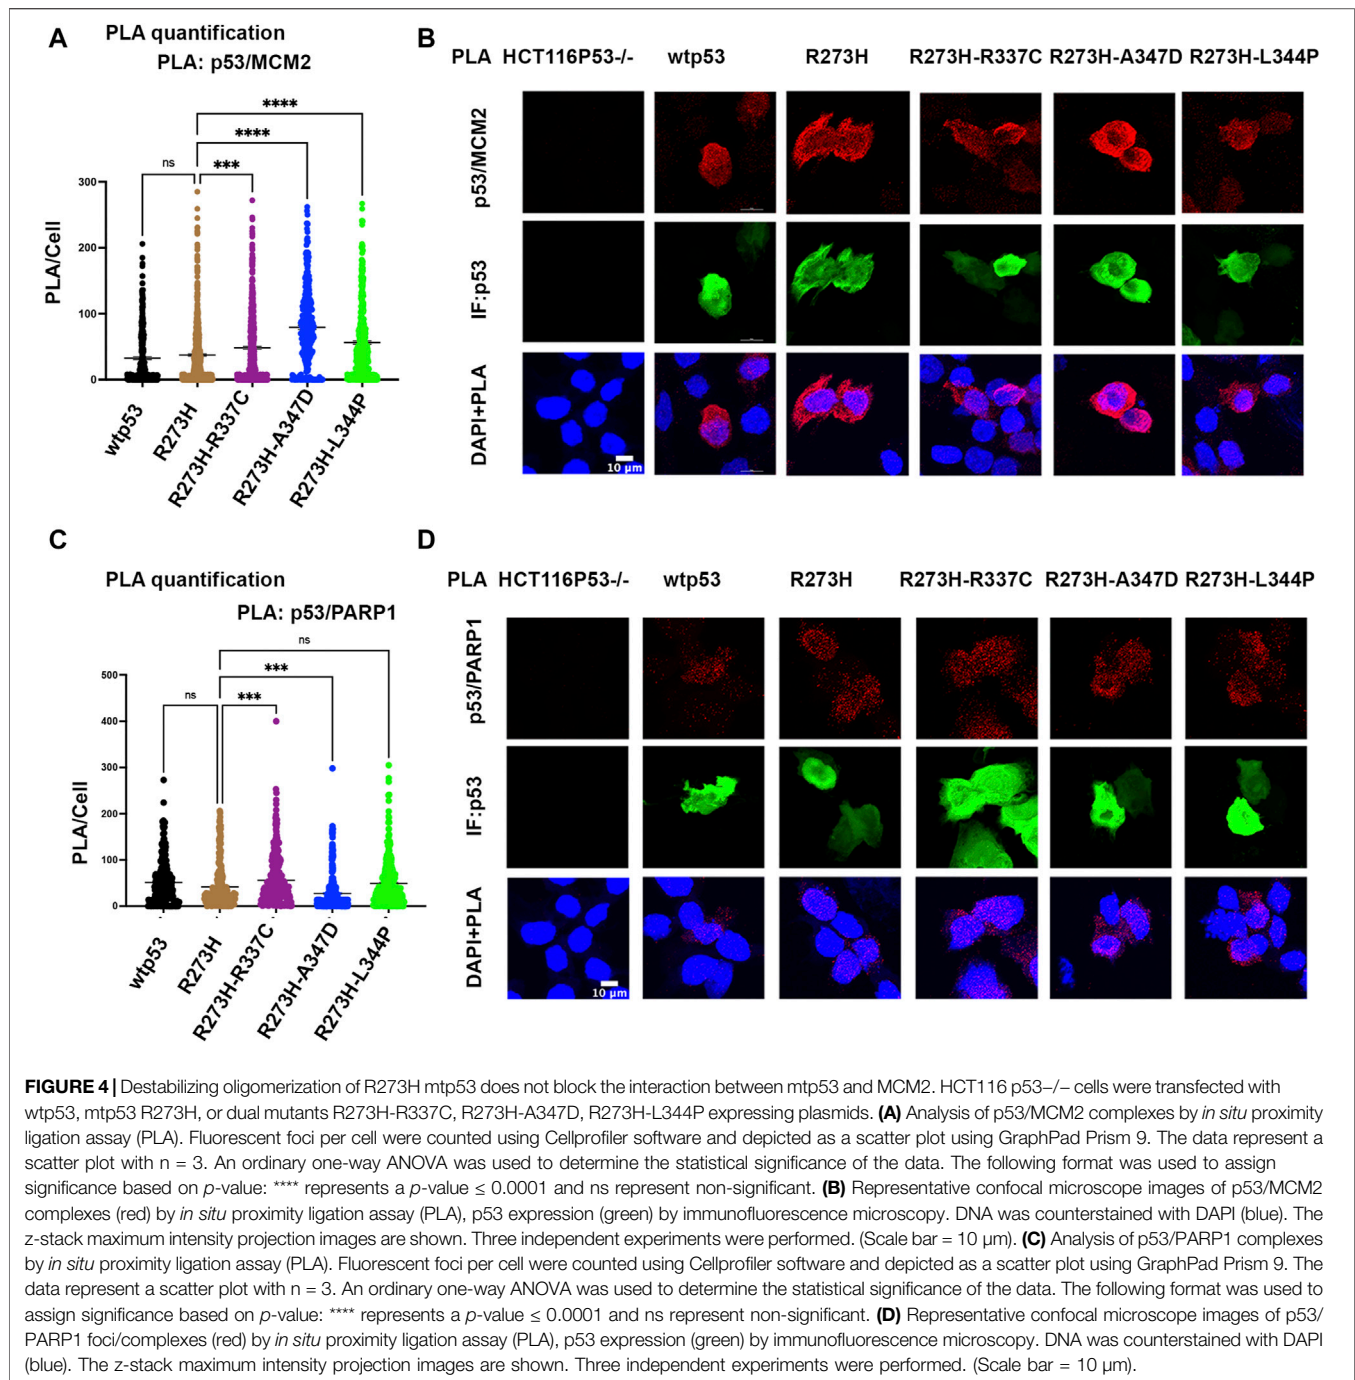 A
PLA quantification
PLA: p53/MCM2
****
****
ns
***
300
200
100
0
PLA/Cell
wtp53
R273H
R273H-R337C
R273H-A347D
R273H-L344P
B
PLA HCT116P53-/- wtp53 R273H R273H-R337C R273H-A347D R273H-L344P
p53/MCM2
IF:p53
DAPI+PLA
10 µm
C
PLA quantification
PLA: p53/PARP1
ns
***
ns
***
500
400
300
200
100
0
PLA/Cell
wtp53
R273H
R273H-R337C
R273H-A347D
R273H-L344P
D
PLA HCT116P53-/- wtp53 R273H R273H-R337C R273H-A347D R273H-L344P
p53/PARP1
IF:p53
DAPI+PLA
10 µm
FIGURE 4 | Destabilizing oligomerization of R273H mtp53 does not block the interaction between mtp53 and MCM2. HCT116 p53−/− cells were transfected with
wtp53, mtp53 R273H, or dual mutants R273H-R337C, R273H-A347D, R273H-L344P expressing plasmids. (A) Analysis of p53/MCM2 complexes by in situ proximity
ligation assay (PLA). Fluorescent foci per cell were counted using Cellprofiler software and depicted as a scatter plot using GraphPad Prism 9. The data represent a
scatter plot with n = 3. An ordinary one-way ANOVA was used to determine the statistical significance of the data. The following format was used to assign
significance based on p-value: **** represents a p-value ≤ 0.0001 and ns represent non-significant. (B) Representative confocal microscope images of p53/MCM2
complexes (red) by in situ proximity ligation assay (PLA), p53 expression (green) by immunofluorescence microscopy. DNA was counterstained with DAPI (blue). The
z-stack maximum intensity projection images are shown. Three independent experiments were performed. (Scale bar = 10 µm). (C) Analysis of p53/PARP1 complexes
by in situ proximity ligation assay (PLA). Fluorescent foci per cell were counted using Cellprofiler software and depicted as a scatter plot using GraphPad Prism 9. The
data represent a scatter plot with n = 3. An ordinary one-way ANOVA was used to determine the statistical significance of the data. The following format was used to
assign significance based on p-value: **** represents a p-value ≤ 0.0001 and ns represent non-significant. (D) Representative confocal microscope images of p53/
PARP1 foci/complexes (red) by in situ proximity ligation assay (PLA), p53 expression (green) by immunofluorescence microscopy. DNA was counterstained with DAPI
(blue). The z-stack maximum intensity projection images are shown. Three independent experiments were performed. (Scale bar = 10 µm).